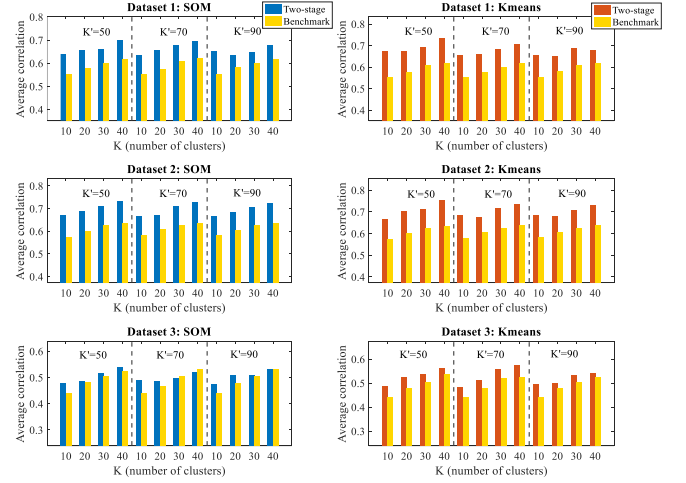 Dataset 1: SOM
Two-stage
Benchmark
K'=50 K'=70 K'=90
Average correlation
0.8
0.7
0.6
0.5
0.4
10 20 30 40 10 20 30 40 10 20 30 40
K (number of clusters)
Dataset 1: Kmeans
Two-stage
Benchmark
K'=50 K'=70 K'=90
Average correlation
0.7
0.6
0.5
0.4
10 20 30 40 10 20 30 40 10 20 30 40
K (number of clusters)
Dataset 2: SOM
K'=50 K'=70 K'=90
Average correlation
0.8
0.7
0.6
0.5
0.4
10 20 30 40 10 20 30 40 10 20 30 40
K (number of clusters)
Dataset 2: Kmeans
K'=50 K'=70 K'=90
Average correlation
0.8
0.7
0.6
0.5
0.4
10 20 30 40 10 20 30 40 10 20 30 40
K (number of clusters)
Dataset 3: SOM
K'=50 K'=70 K'=90
Average correlation
0.6
0.5
0.4
0.3
10 20 30 40 10 20 30 40 10 20 30 40
K (number of clusters)
Dataset 3: Kmeans
K'=50 K'=70 K'=90
Average correlation
0.6
0.5
0.4
0.3
10 20 30 40 10 20 30 40 10 20 30 40
K (number of clusters)